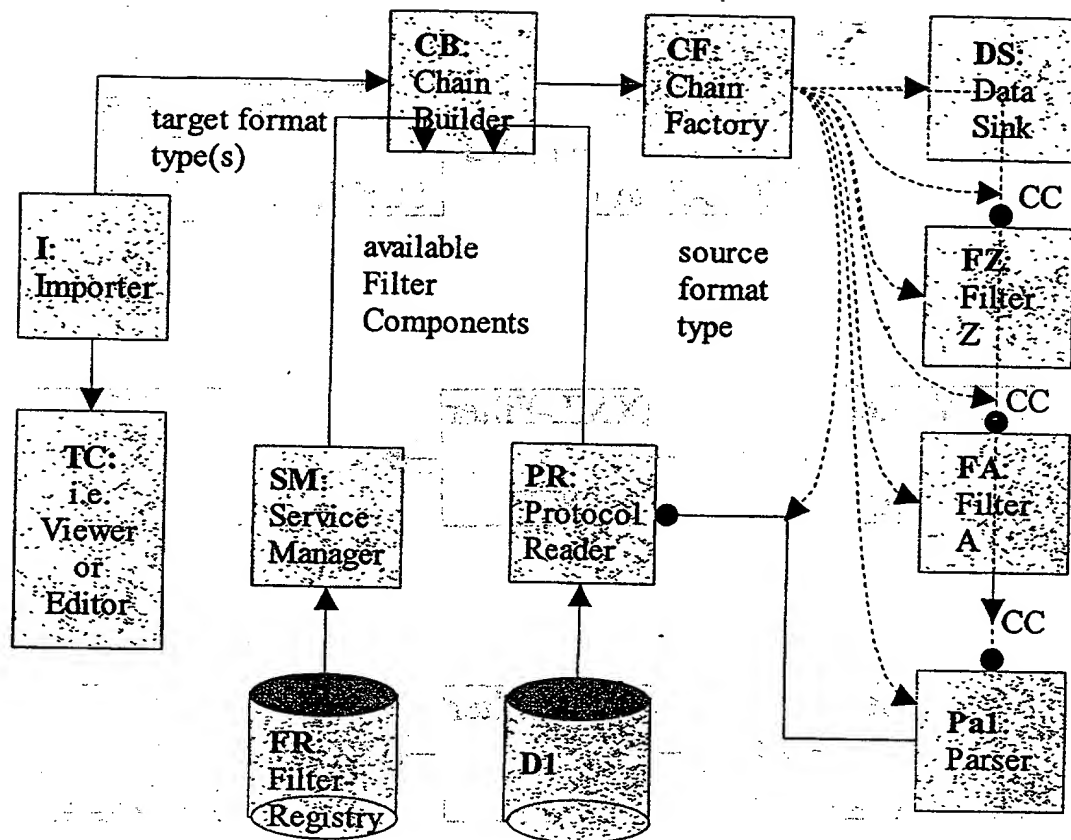 CB:
Chain
Builder
CF:
Chain
Factory
DS:
Data
Sink
target format
type(s)
CC
I:
Importer
available
Filter
Components
source
format
type
FZ
Filter
Z
CC
TC:
i.e.
Viewer
or
Editor
SM:
Service
Manager
PR:
Protocol
Reader
FA:
Filter
A
CC
FR
Filter-
Registry
D1
Pa1
Parser